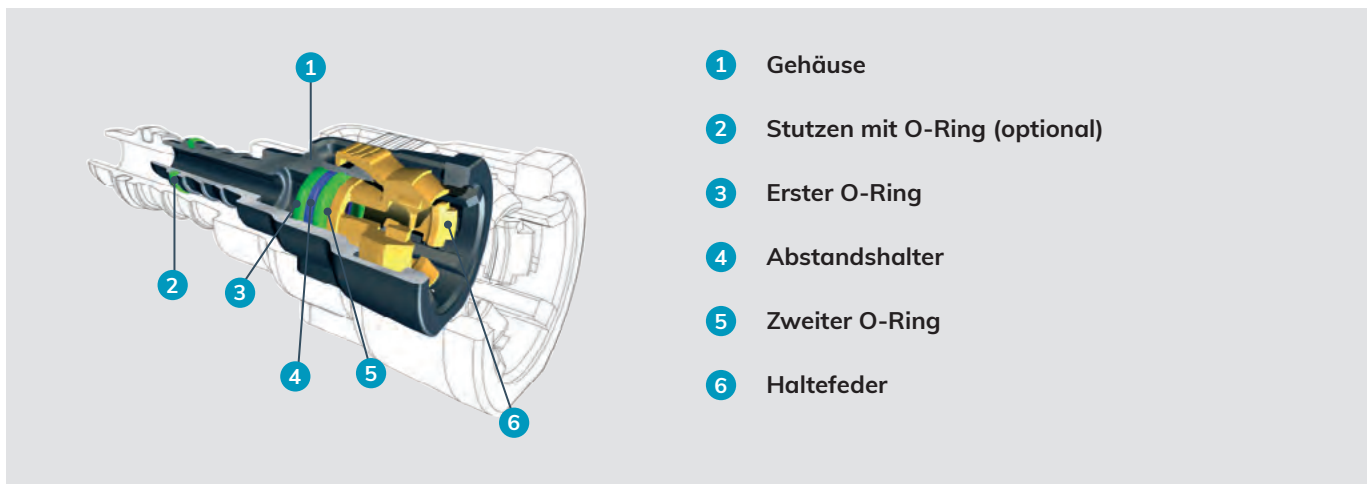 1 Gehäuse
2 Stutzen mit O-Ring (optional)
3 Erster O-Ring
4 Abstandshalter
5 Zweiter O-Ring
6 Haltefeder
1
2
3
4
5
6